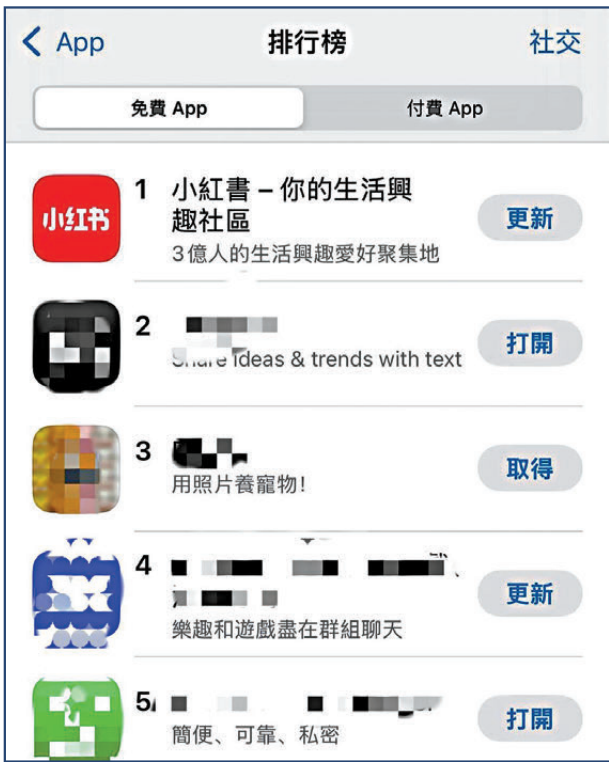 App
排行榜
社交
免費 App
付費 App
小红书
1
小紅書 – 你的生活興
趣社區
3億人的生活興趣愛好聚集地
更新
2
ideas & trends with text
打開
3
用照片養寵物!
取得
4
樂趣和遊戲盡在群組聊天
更新
5
簡便、可靠、私密
打開